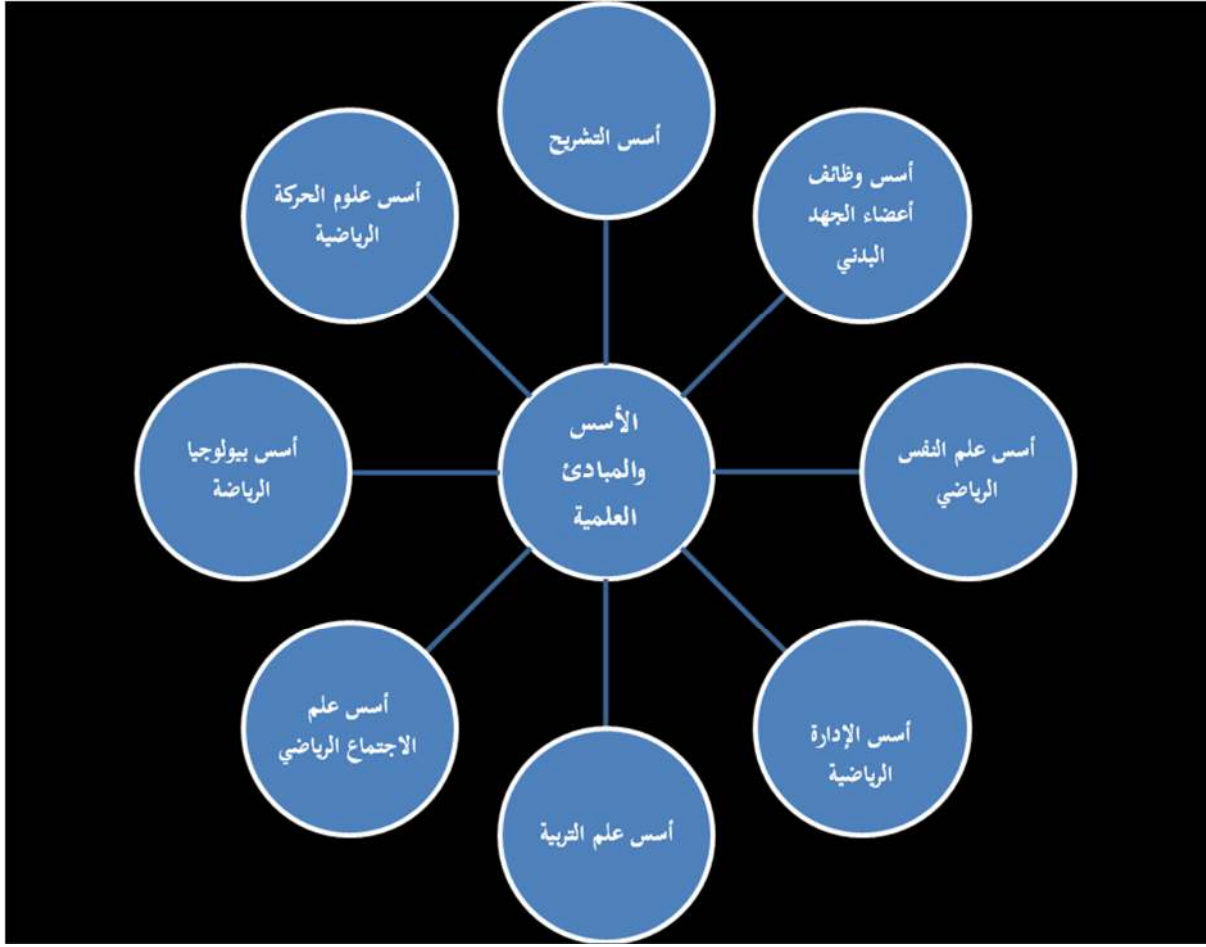 أسس التشريح
أسس وظائف
أعضاء الجهد
البدني
أسس علم النفس
الرياضي
أسس الإدارة
الرياضية
أسس علم التربية
أسس علم
الاجتماع الرياضي
أسس بيولوجيا
الرياضة
أسس علوم الحركة
الرياضية
الأسس
والمبادئ
العلمية